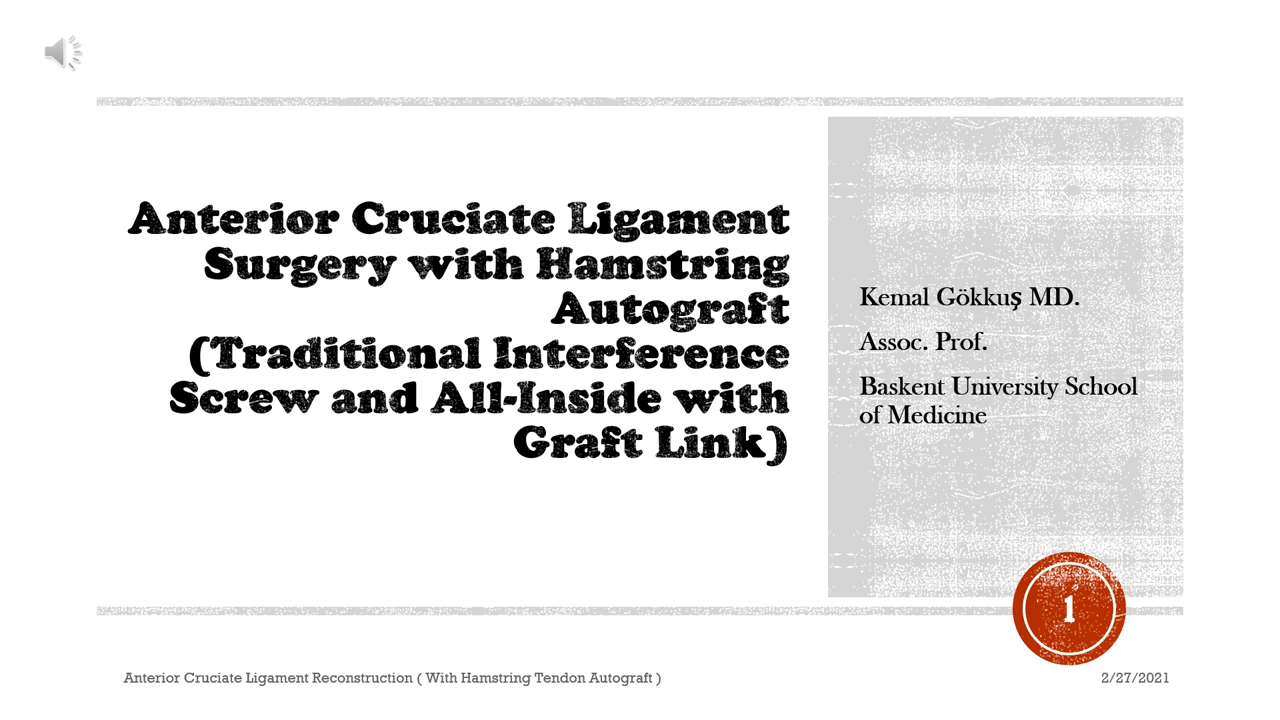 Anterior Cruciate Ligament
Surgery with Hamstring
Autograft
(Traditional Interference
Screw and All-Inside with
Graft Link)
Kemal Gökkuş MD.
Assoc. Prof.
Baskent University School
of Medicine
1
Anterior Cruciate Ligament Reconstruction ( With Hamstring Tendon Autograft )
2/27/2021